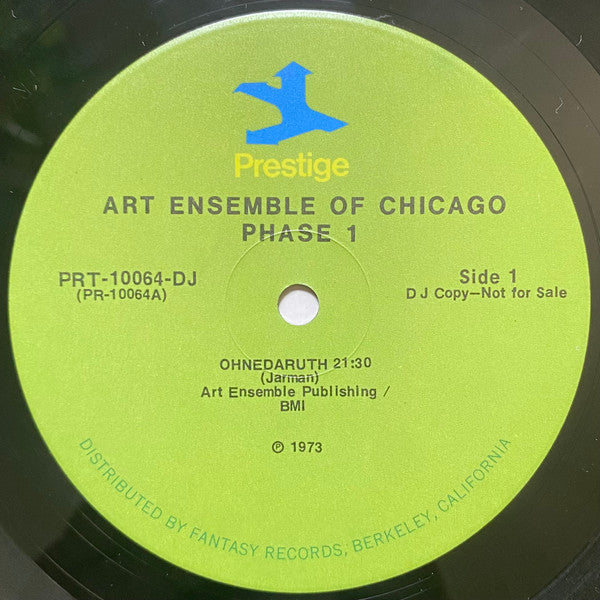 Prestige
ART ENSEMBLE OF CHICAGO
PHASE 1
PRT-10064-DJ
(PR-10064A)
Side 1
DJ Copy—Not for Sale
OHNEDARUTH 21:30
(Jarman)
Art Ensemble Publishing /
BMI
℗ 1973
DISTRIBUTED BY FANTASY RECORDS, BERKELEY, CALIFORNIA